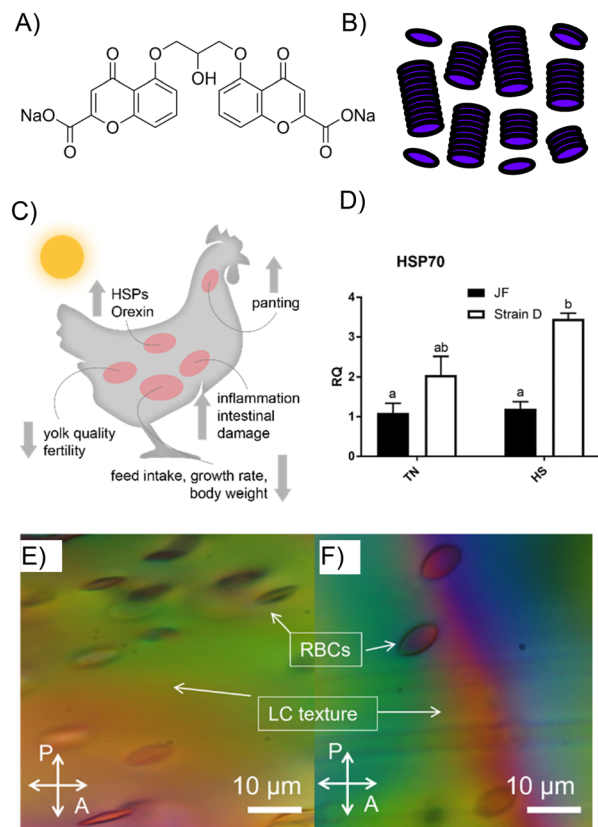 A)
O
O
O
O
OH
NaO
O
O
O
O
ONa
B)
C)
HSPs
Orexin
panting
inflammation
intestinal
damage
yolk quality
fertility
feed intake, growth rate,
body weight
D)
HSP70
JF
Strain D
RQ
4
3
2
1
0
a
ab
a
b
TN
HS
E)
F)
RBCs
LC texture
P
A
10 µm
P
A
10 µm